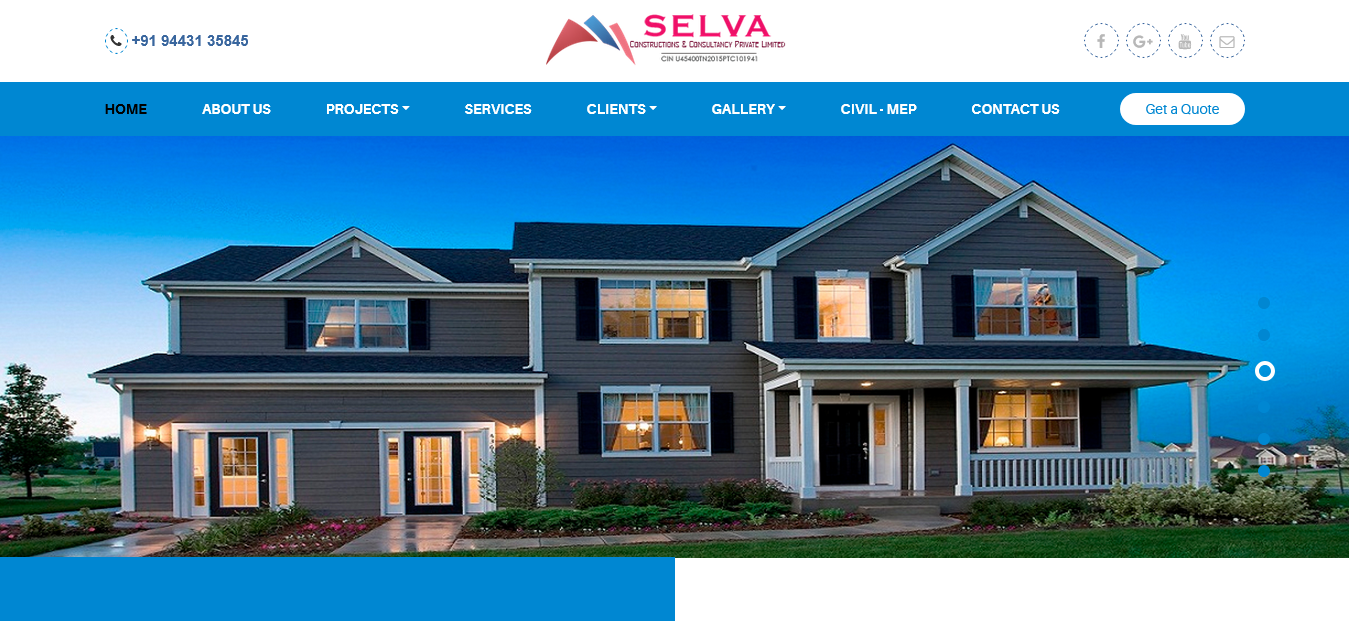 +91 94431 35845
SELVA
CONSTRUCTIONS & CONSULTANCY PRIVATE LIMITED
CIN U45400TN2015PTC101941
HOME ABOUT US PROJECTS SERVICES CLIENTS GALLERY CIVIL - MEP CONTACT US Get a Quote